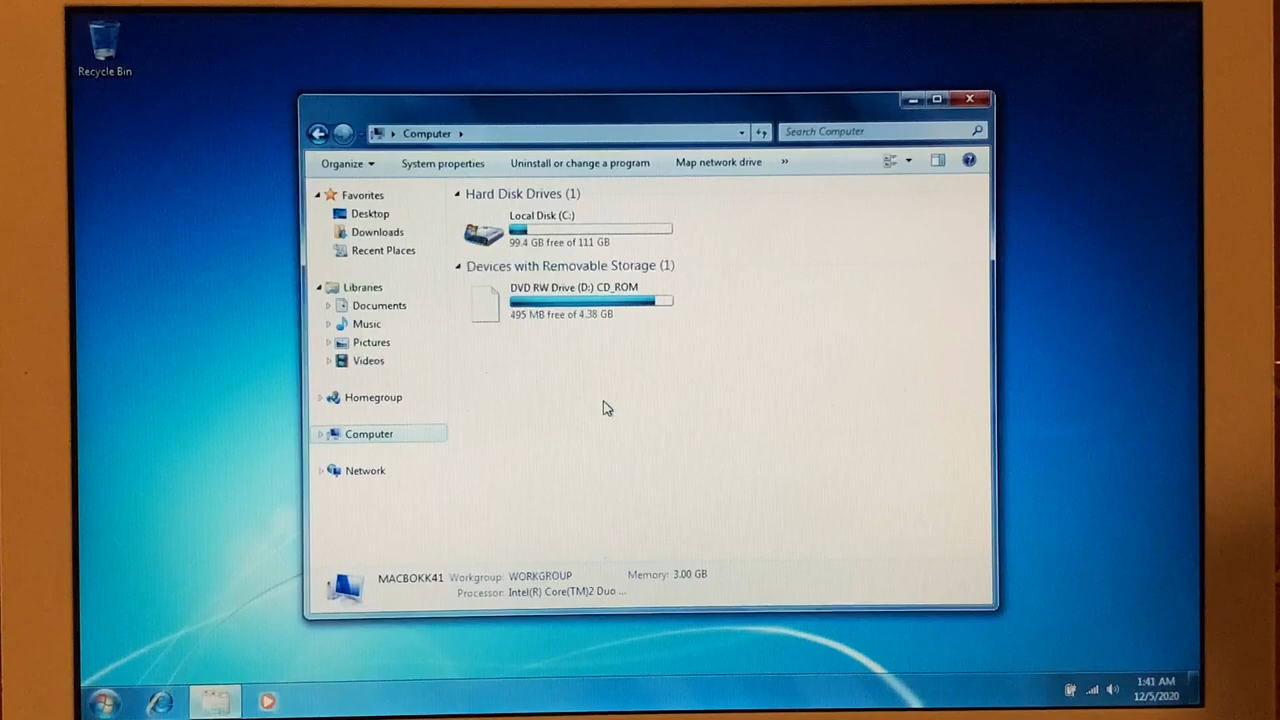 Recycle Bin
Computer
Search Computer
Organize
System properties
Uninstall or change a program
Map network drive
»
Favorites
Desktop
Downloads
Recent Places
Libraries
Documents
Music
Pictures
Videos
Homegroup
Computer
Network
Hard Disk Drives (1)
Local Disk (C:)
99.4 GB free of 111 GB
Devices with Removable Storage (1)
DVD RW Drive (D:) CD_ROM
495 MB free of 4.38 GB
MACBOKK41 Workgroup: WORKGROUP Memory: 3.00 GB
Processor: Intel(R) Core(TM)2 Duo ...
1:41 AM
12/5/2020